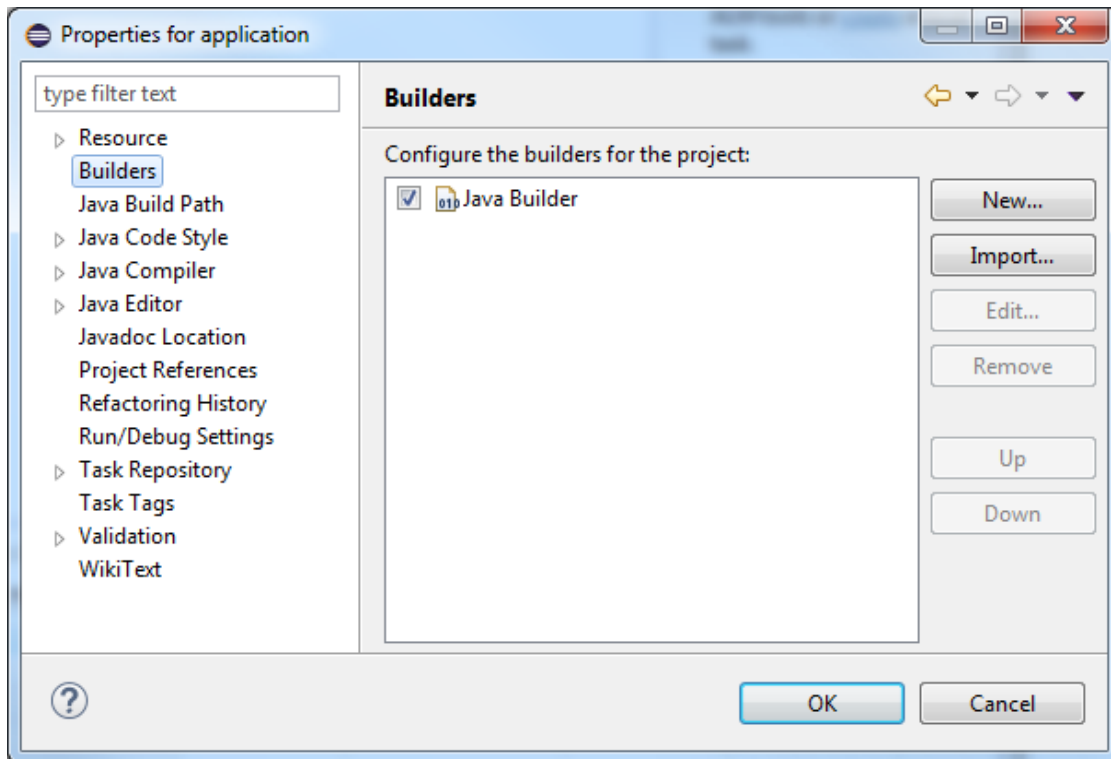 Properties for application
task.
type filter text
Resource
Builders
Java Build Path
Java Code Style
Java Compiler
Java Editor
Javadoc Location
Project References
Refactoring History
Run/Debug Settings
Task Repository
Task Tags
Validation
WikiText
Builders
Configure the builders for the project:
010 Java Builder
New...
Import...
Edit...
Remove
Up
Down
OK
Cancel